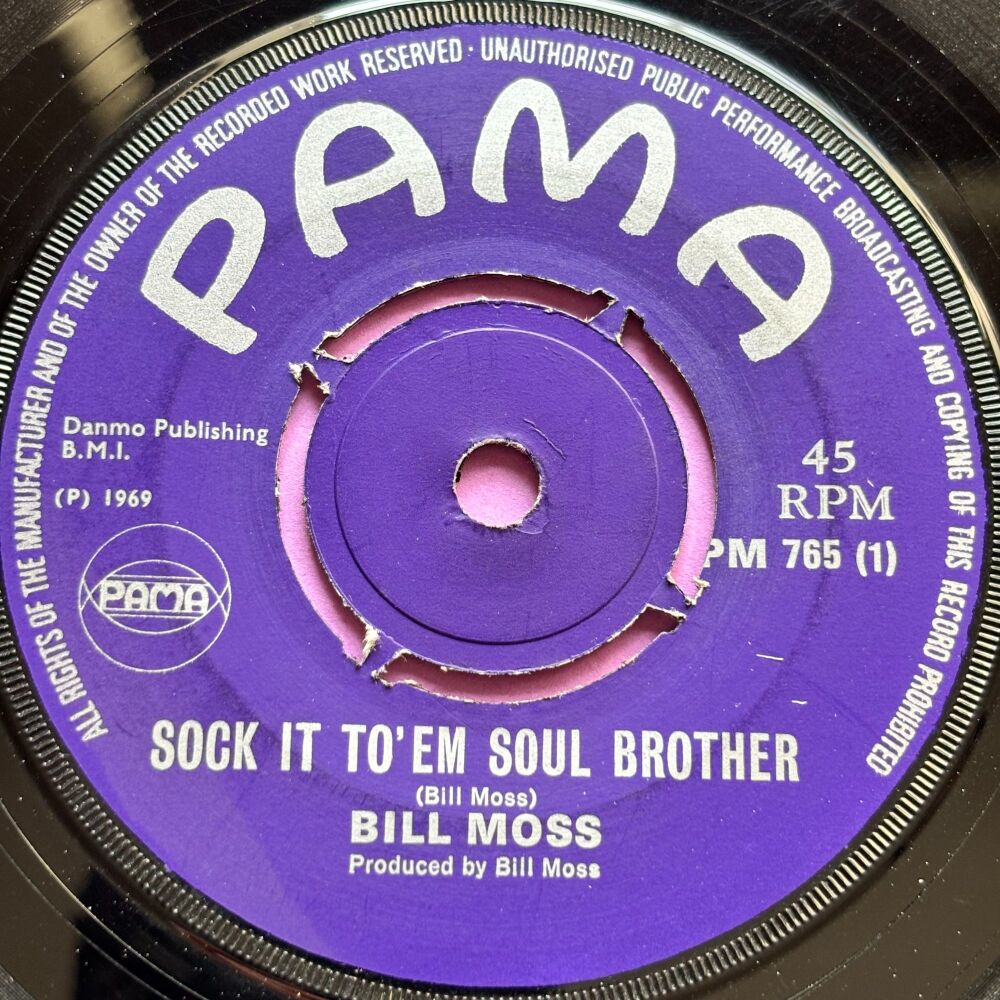 ALL RIGHTS OF THE MANUFACTURER AND OF THE OWNER OF THE RECORDED WORK RESERVED · UNAUTHORISED PUBLIC PERFORMANCE BROADCASTING AND COPYING OF THIS RECORD PROHIBITED
PAMA
Danmo Publishing
B.M.I.
(P) 1969
PAMA
45
RPM
PM 765 (1)
SOCK IT TO'EM SOUL BROTHER
(Bill Moss)
BILL MOSS
Produced by Bill Moss